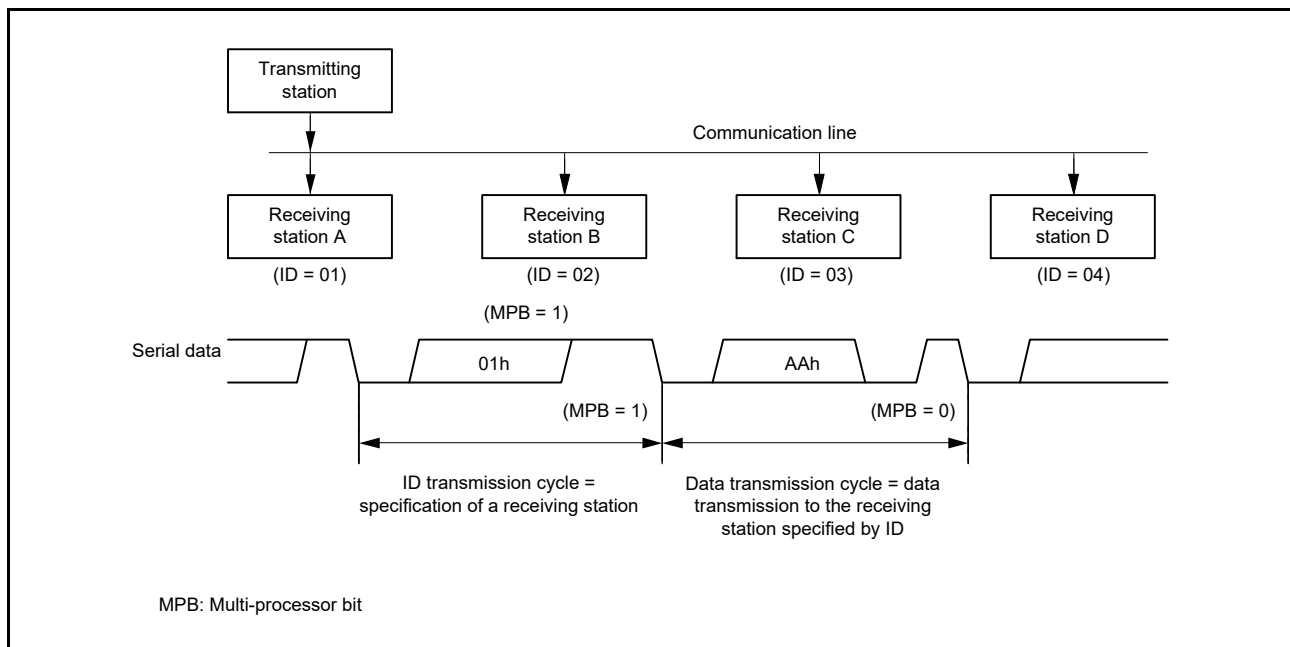 Transmitting
station
Communication line
Receiving
station A
(ID = 01)
Receiving
station B
(ID = 02)
Receiving
station C
(ID = 03)
Receiving
station D
(ID = 04)
(MPB = 1)
Serial data
01h
AAh
(MPB = 1)
(MPB = 0)
ID transmission cycle =
specification of a receiving station
Data transmission cycle = data
transmission to the receiving
station specified by ID
MPB: Multi-processor bit